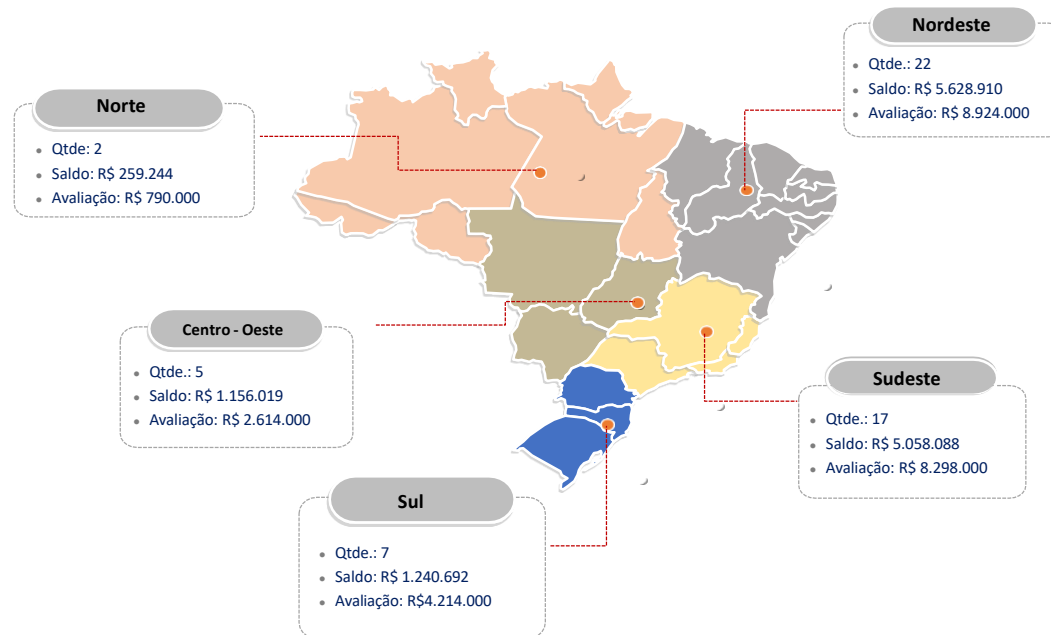 Nordeste
Qtde.: 22
Saldo: R$ 5.628.910
Avaliação: R$ 8.924.000
Norte
Qtde: 2
Saldo: R$ 259.244
Avaliação: R$ 790.000
Centro - Oeste
Qtde.: 5
Saldo: R$ 1.156.019
Avaliação: R$ 2.614.000
Sudeste
Qtde.: 17
Saldo: R$ 5.058.088
Avaliação: R$ 8.298.000
Sul
Qtde.: 7
Saldo: R$ 1.240.692
Avaliação: R$4.214.000